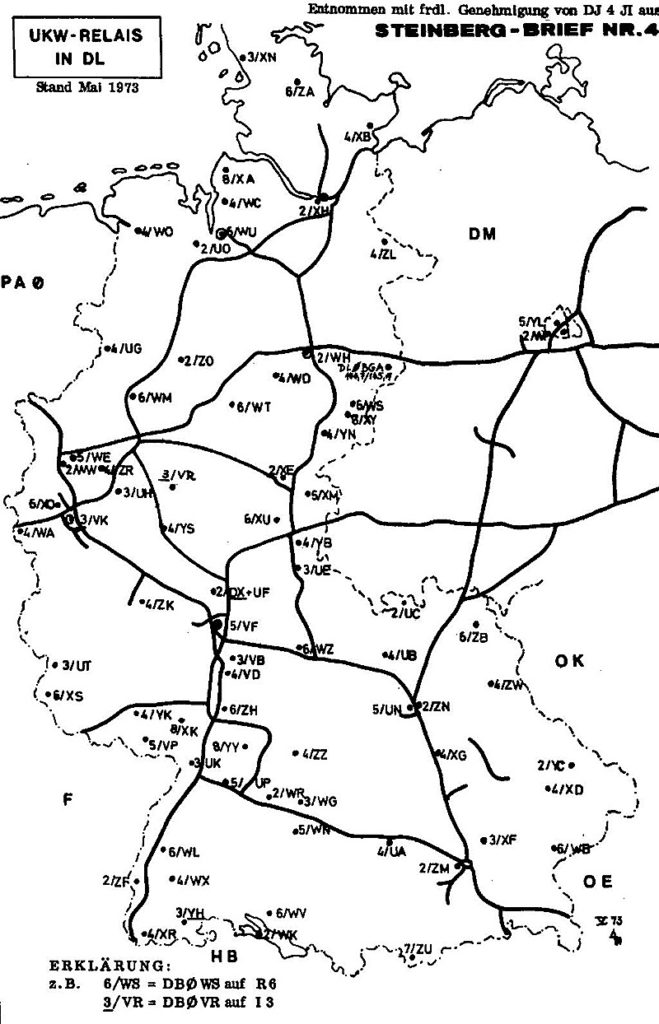 Entnommen mit frdl. Genehmigung von DJ 4 JI aus
STEINBERG-BRIEF NR.4
UKW-RELAIS
IN DL
Stand Mai 1973
3/XN
6/ZA
4/XB
8/XA
4/WC
2/XH
4/WO
6/WU
2/UO
DM
4/ZL
PA Ø
5/YL
4/UG
2/ZO
2/WH
DLØBGA
4/WD
6/WM
6/WT
6/WS
8/XY
4/YN
5/WE
2/WW
4/ZR
3/VR
2/XE
3/UH
5/XM
6/XO
3/VK
6/XU
4/WA
4/YS
4/YB
3/UE
2/DX+UF
4/ZK
2/UC
5/VF
6/ZB
6/WZ
4/UB
OK
3/UT
3/VB
4/VD
4/ZW
6/XS
6/ZH
5/UN
2/ZN
4/YK
8/XK
5/VP
8/YY
4/ZZ
4/XG
3/UK
2/YC
F
5/UP
2/WR
3/WG
4/XD
5/WN
4/UA
3/XF
6/WL
6/WB
2/ZF
4/WX
2/ZM
OE
3/YH
6/WV
V 73
4/XR
2/WK
HB
7/ZU
ERKLÄRUNG:
z.B. 6/WS = DBØWS auf R6
3/VR = DBØVR auf I3